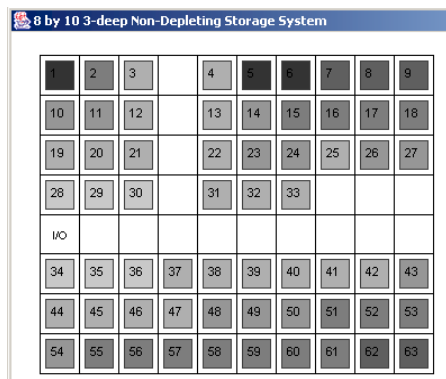 8 by 10 3-deep Non-Depleting Storage System
1 2 3 4 5 6 7 8 9
10 11 12 13 14 15 16 17 18
19 20 21 22 23 24 25 26 27
28 29 30 31 32 33
I/O
34 35 36 37 38 39 40 41 42 43
44 45 46 47 48 49 50 51 52 53
54 55 56 57 58 59 60 61 62 63